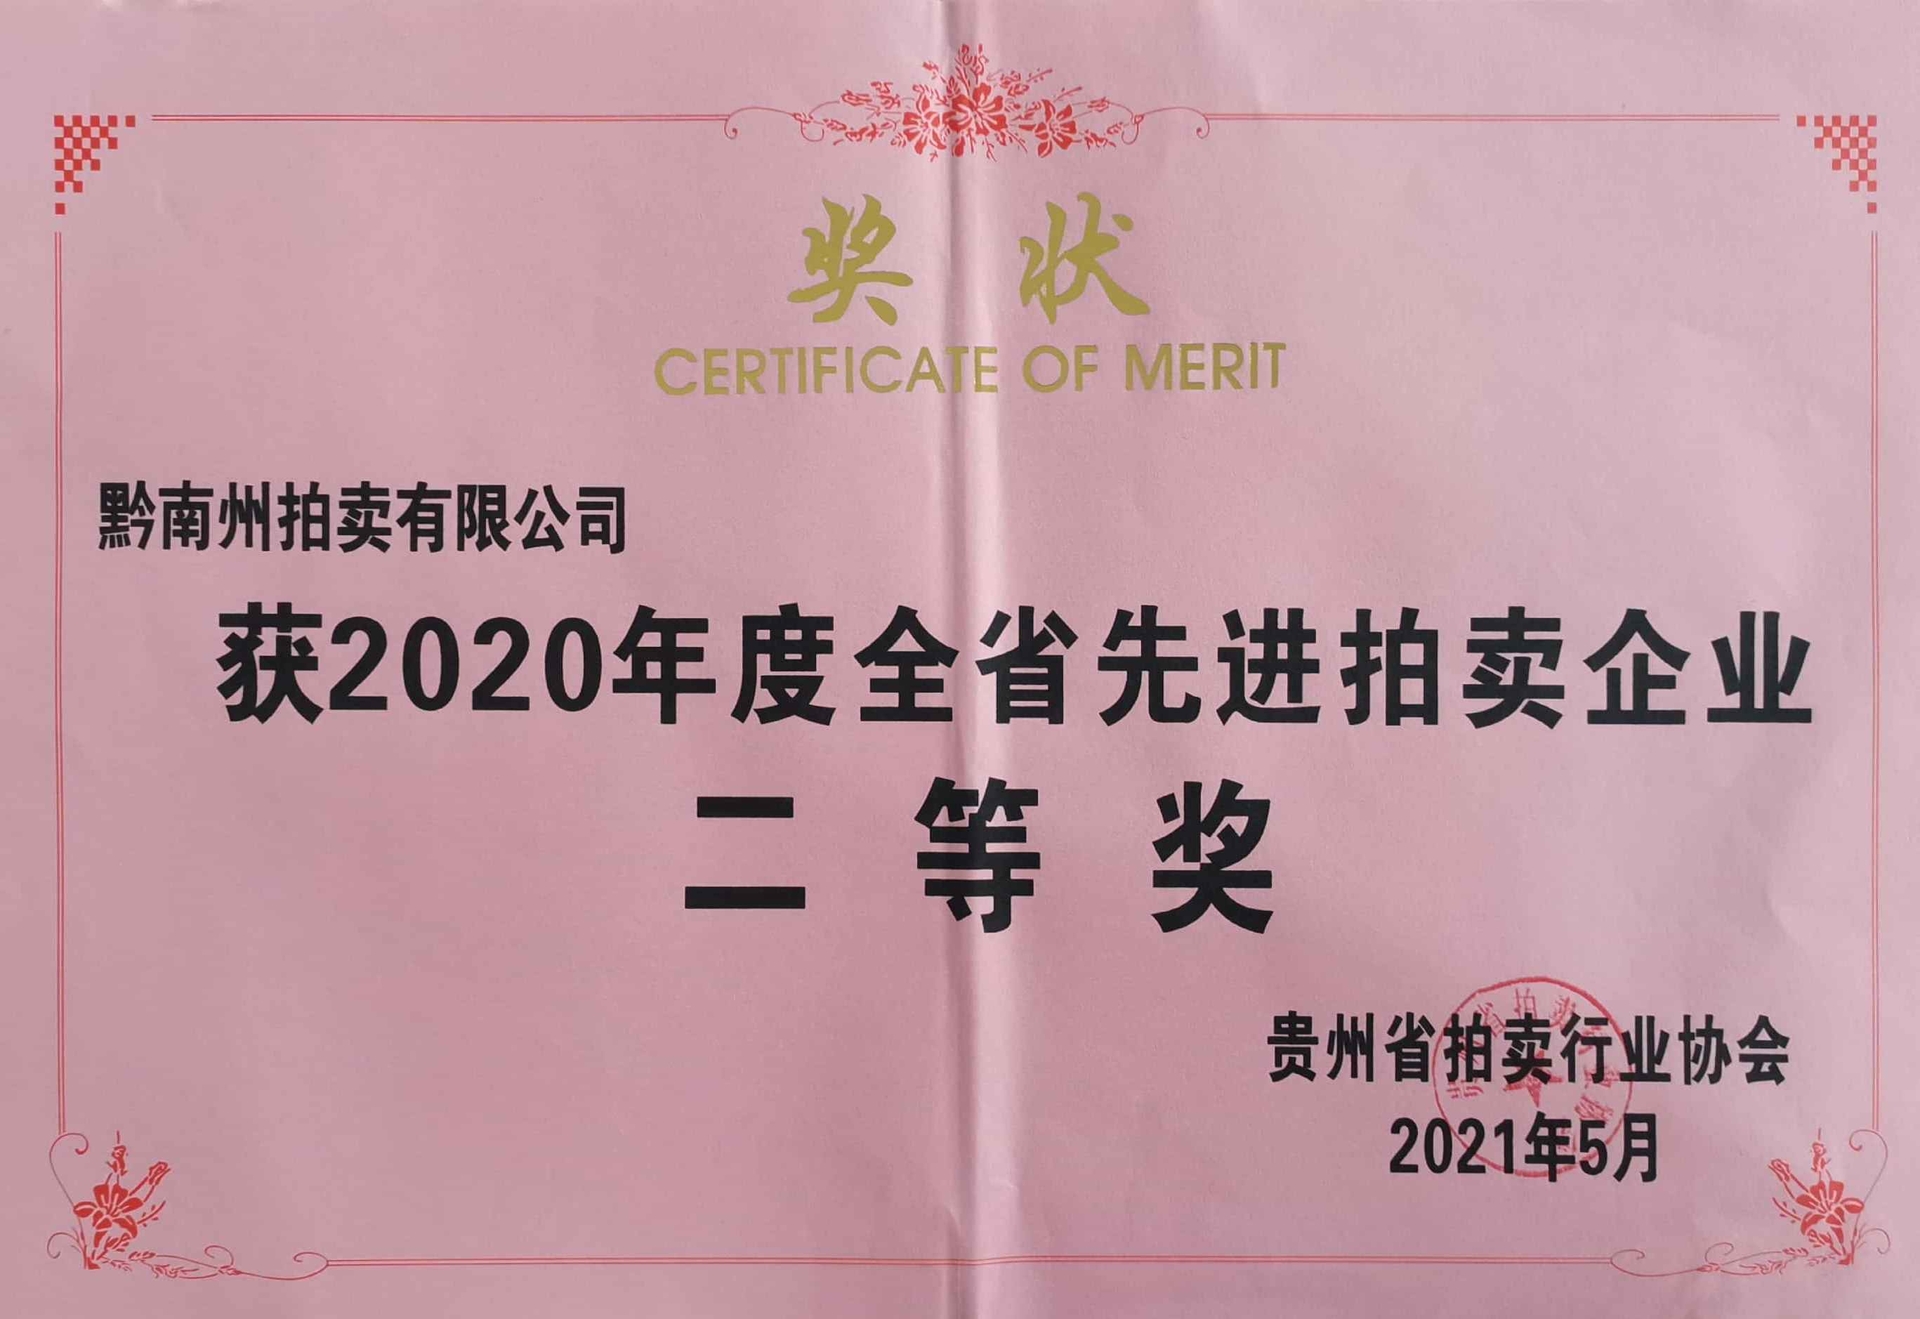 奖状
CERTIFICATE OF MERIT
黔南州拍卖有限公司
获2020年度全省先进拍卖企业
二等奖
贵州省拍卖行业协会
2021年5月